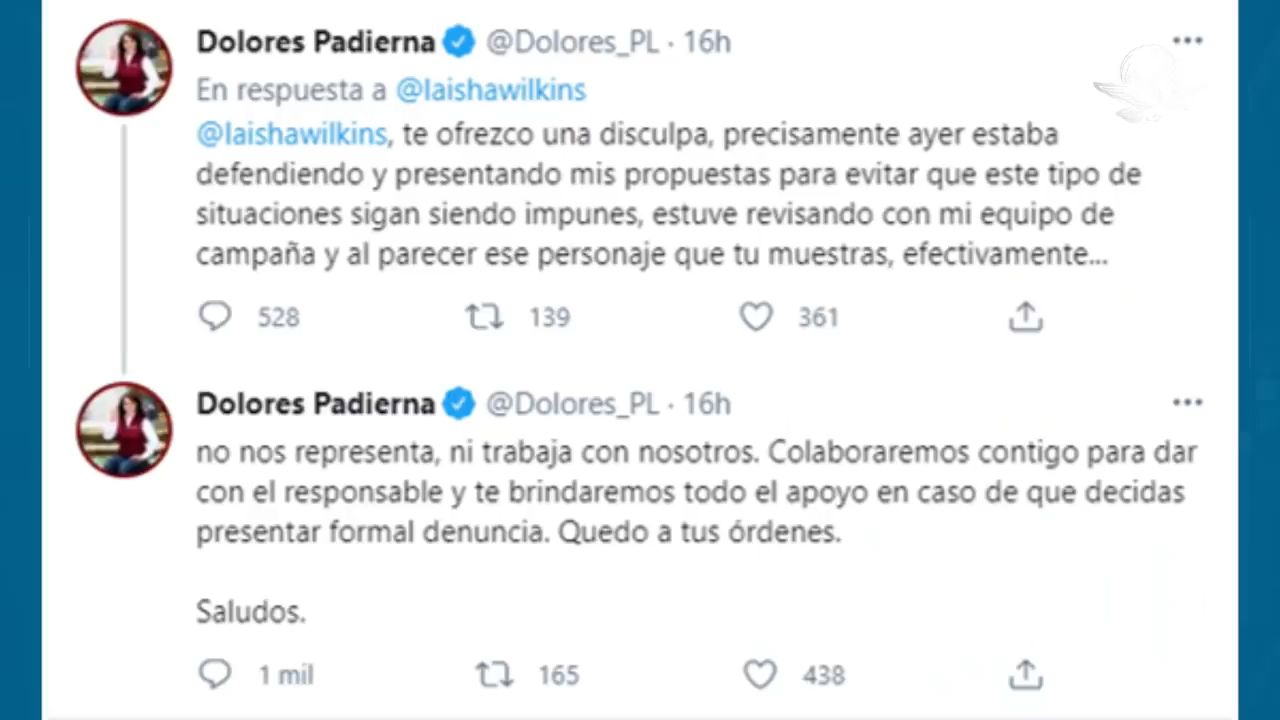 Dolores Padierna @Dolores_PL · 16h
En respuesta a @laishawilkins
@laishawilkins, te ofrezco una disculpa, precisamente ayer estaba
defendiendo y presentando mis propuestas para evitar que este tipo de
situaciones sigan siendo impunes, estuve revisando con mi equipo de
campaña y al parecer ese personaje que tu muestras, efectivamente...
528 139 361
Dolores Padierna @Dolores_PL · 16h
no nos representa, ni trabaja con nosotros. Colaboraremos contigo para dar
con el responsable y te brindaremos todo el apoyo en caso de que decidas
presentar formal denuncia. Quedo a tus órdenes.
Saludos.
1 mil 165 438